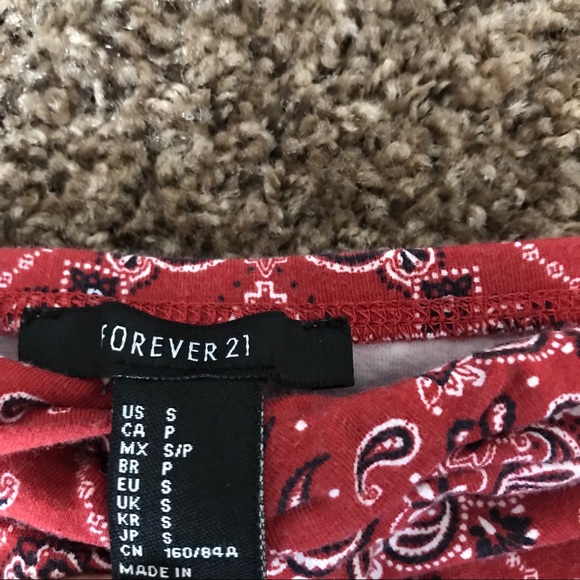 FOREVER 21
US S
CA P
MX S/P
BR P
EU S
UK S
KR S
JP S
CN 160/84A
MADE IN